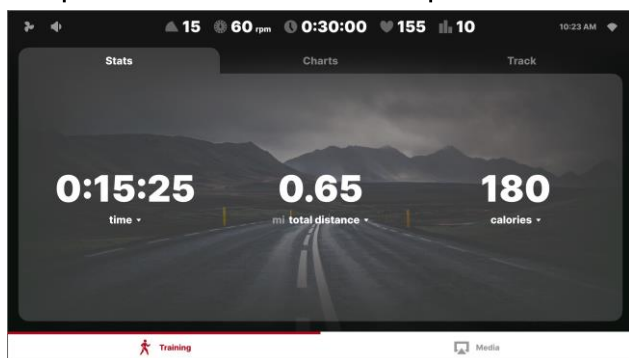 15 60 rpm 0:30:00 155 10 10:23 AM
Stats Charts Track
0:15:25 0.65 180
time mi total distance calories
Training Media